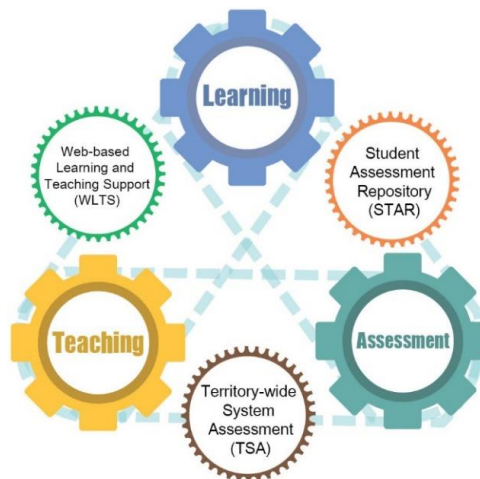 Learning
Web-based
Learning and
Teaching Support
(WLTS)
Student
Assessment
Repository
(STAR)
Teaching
Assessment
Territory-wide
System
Assessment
(TSA)